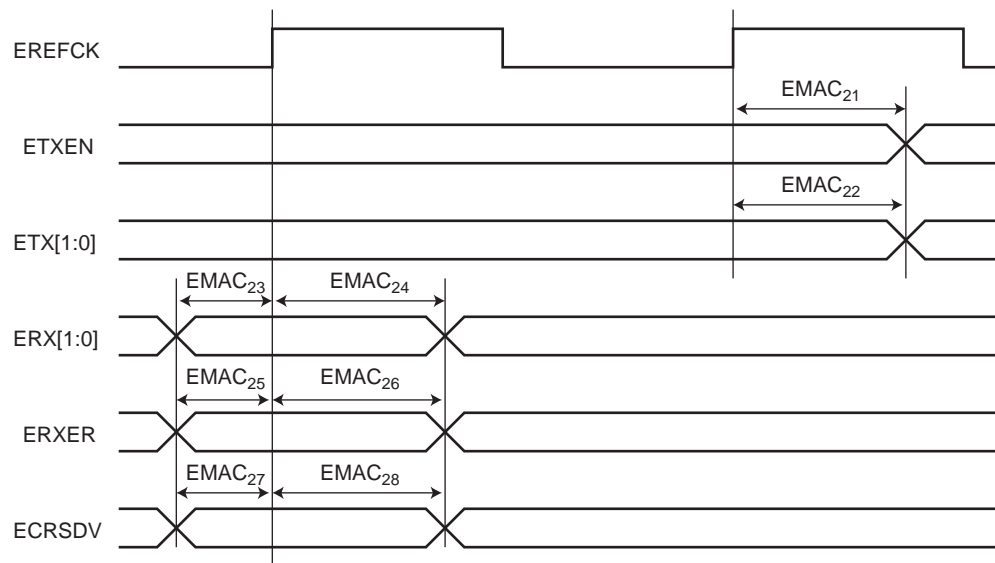 EREFCK
EMAC21
ETXEN
EMAC22
ETX[1:0]
EMAC23 EMAC24
ERX[1:0]
EMAC25 EMAC26
ERXER
EMAC27 EMAC28
ECRSDV